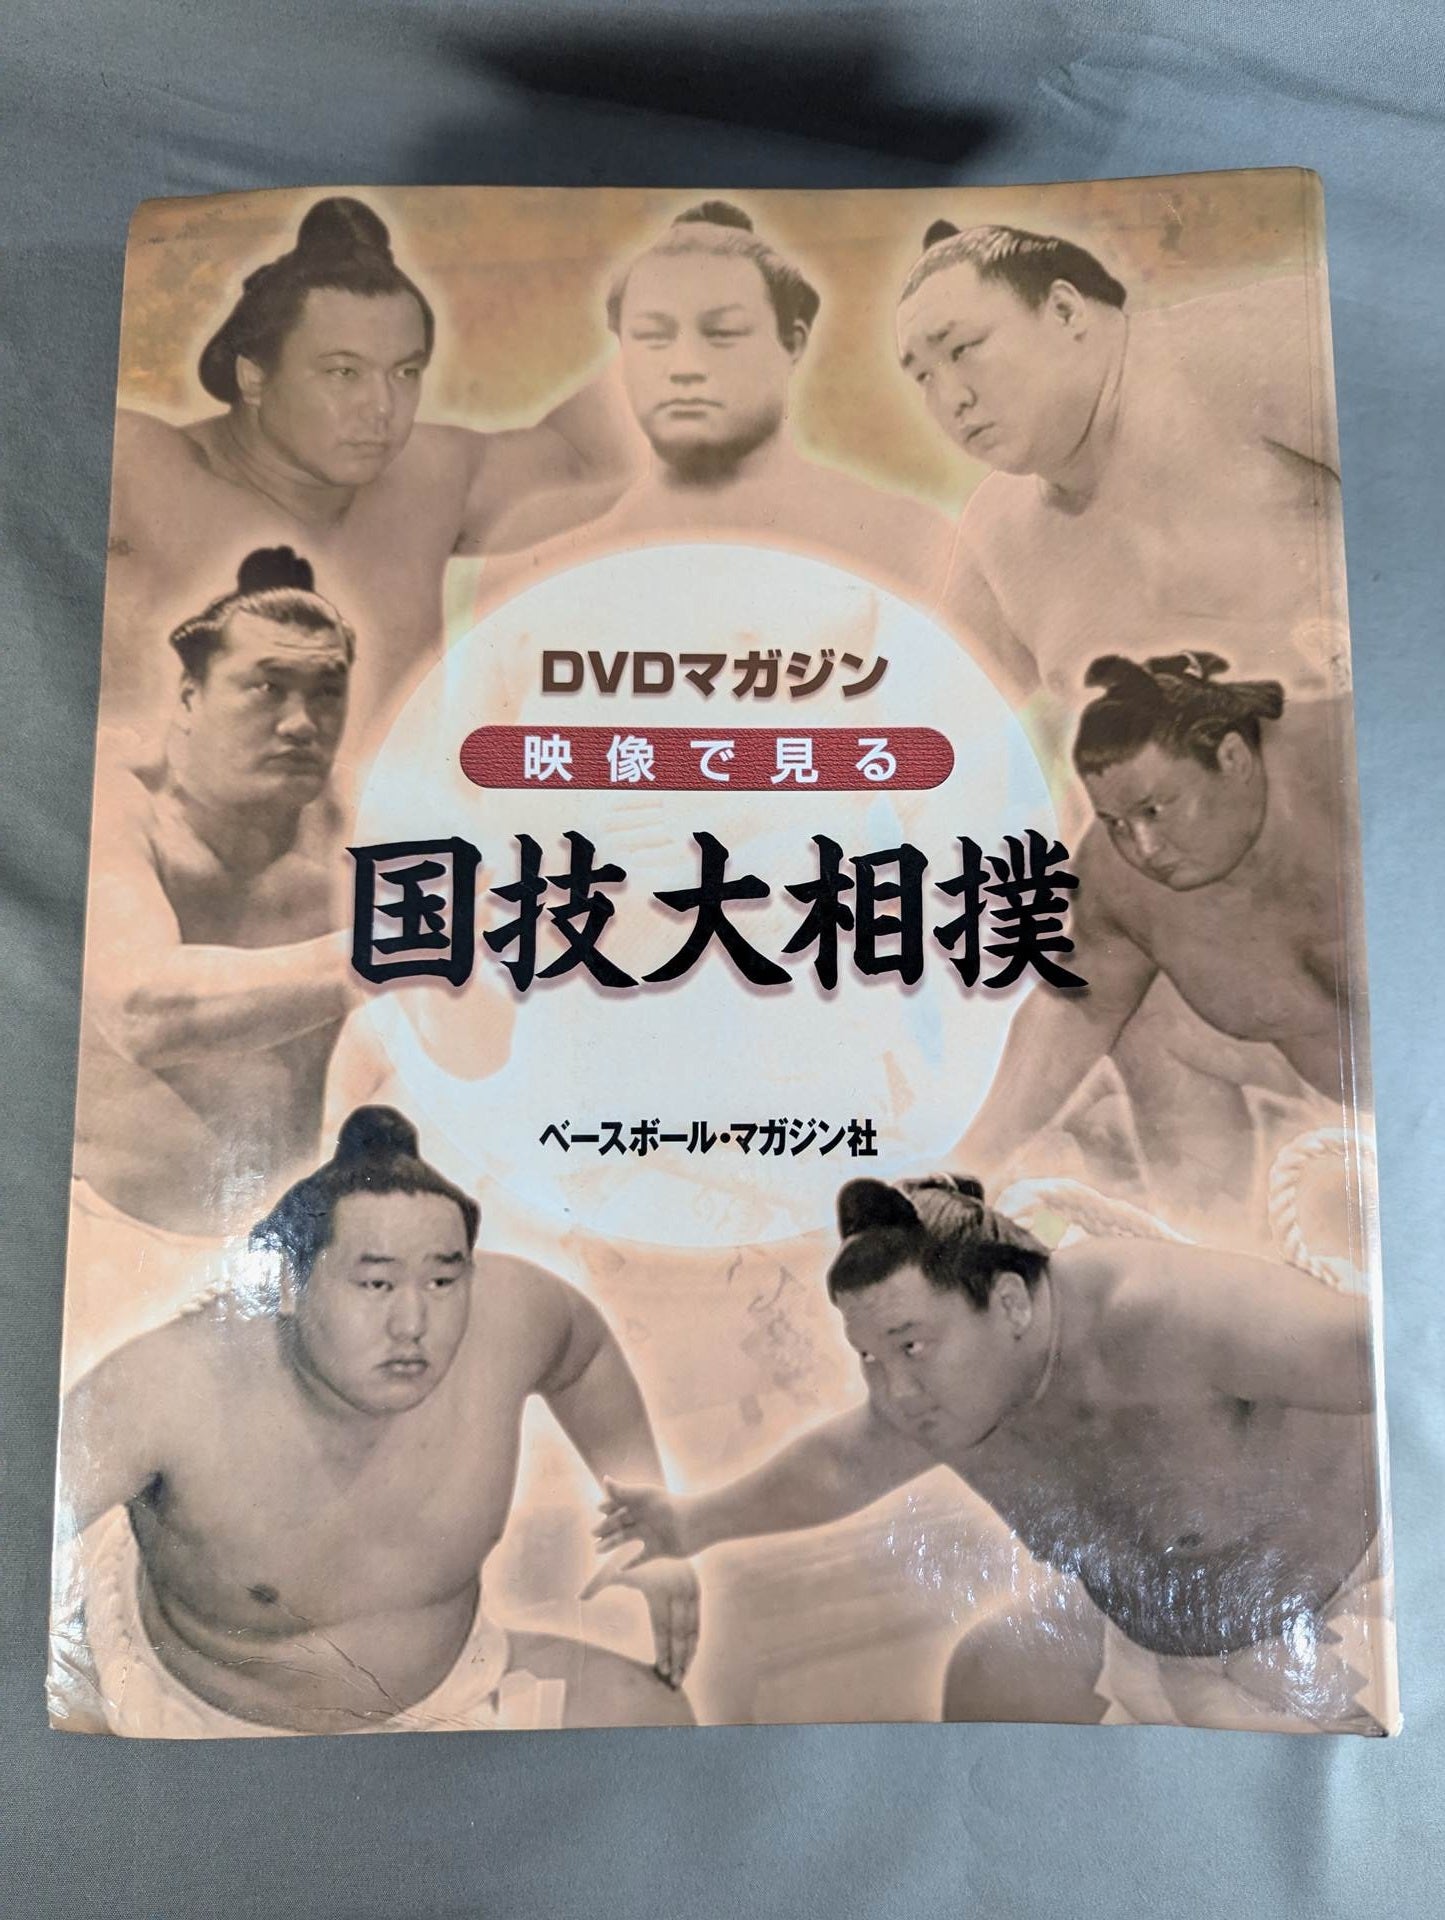 DVDマガジン
映像で見る
国技大相撲
ベースボール・マガジン社